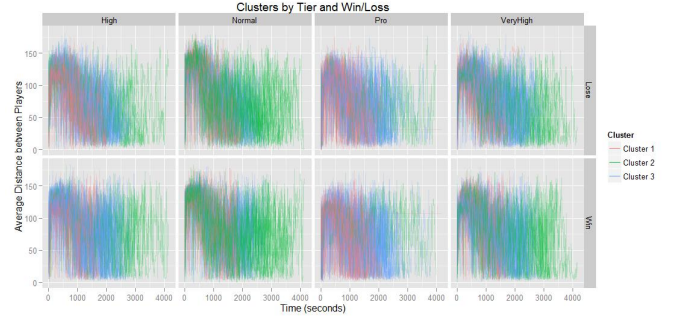 Clusters by Tier and Win/Loss
High Normal Pro VeryHigh
Average Distance between Players
150
100
50
0
Lose
150
100
50
0
Win
0 1000 2000 3000 4000 0 1000 2000 3000 4000 0 1000 2000 3000 4000 0 1000 2000 3000 4000
Time (seconds)
Cluster
Cluster 1
Cluster 2
Cluster 3